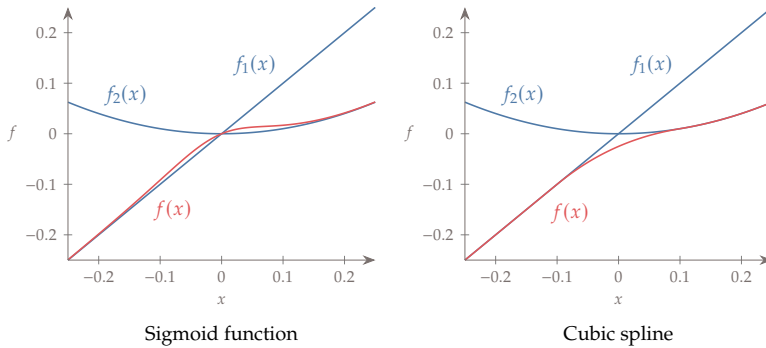 0.2
0.1
0
−0.1
−0.2
f
f₂(x)
f₁(x)
f(x)
−0.2 −0.1 0 0.1 0.2
x
Sigmoid function
0.2
0.1
0
−0.1
−0.2
f
f₂(x)
f₁(x)
f(x)
−0.2 −0.1 0 0.1 0.2
x
Cubic spline